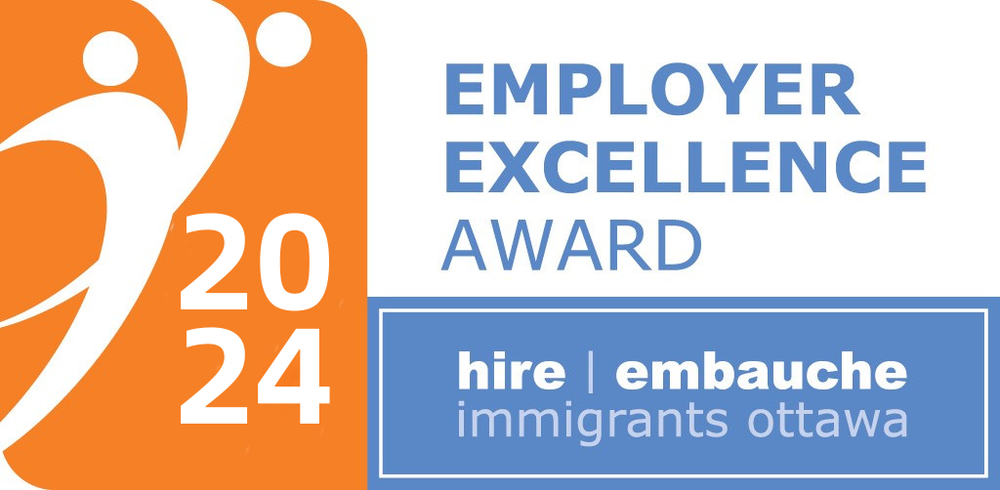 20
24
EMPLOYER
EXCELLENCE
AWARD
hire | embauche
immigrants ottawa